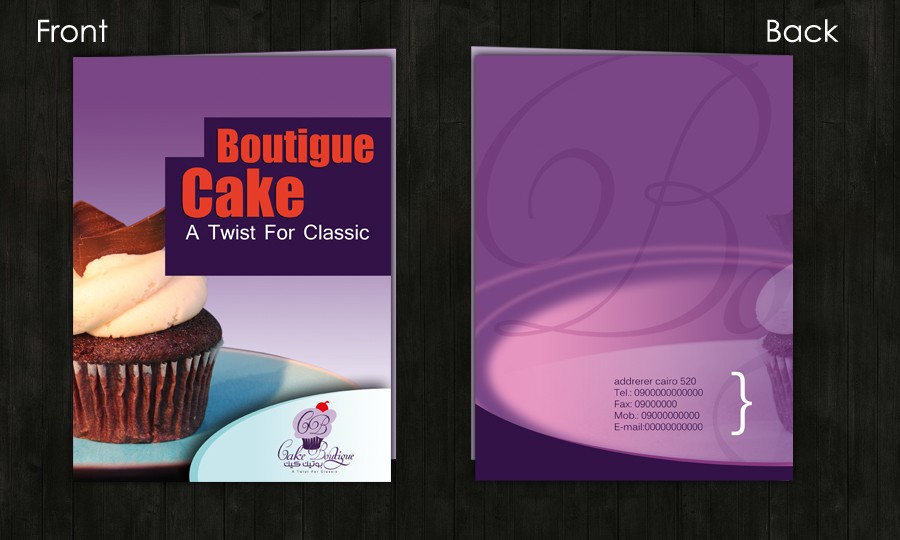 Front
Back
Boutigue
Cake
A Twist For Classic
CB
Cake Boutique
بوتيك كيك
A Twist For Classic
B
addrerer cairo 520
Tel.: 0900000000000
Fax: 09000000
Mob.: 09000000000
E-mail:00000000000
}